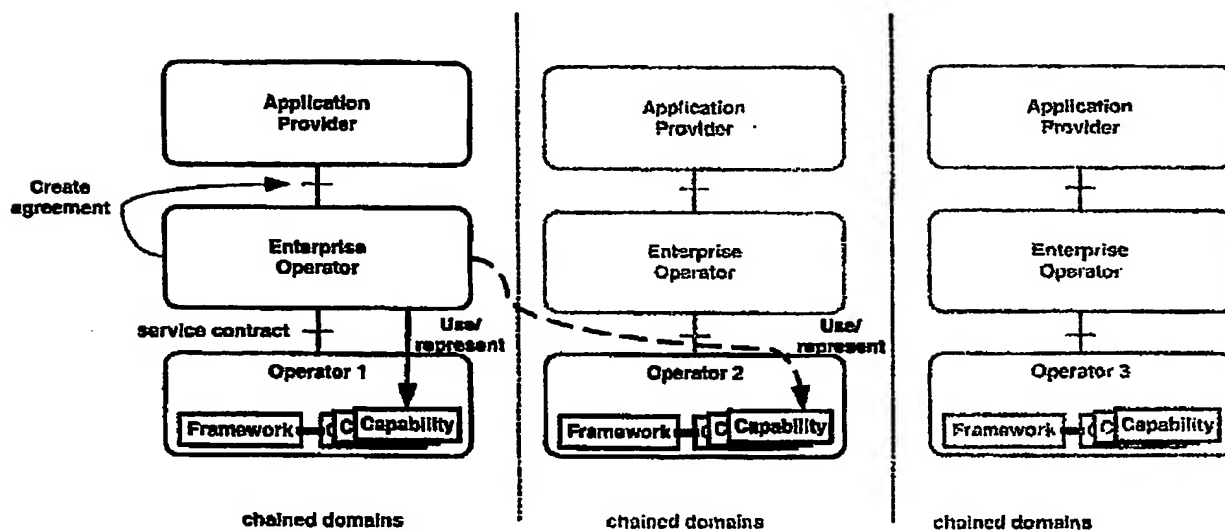 Application
Provider
Application
Provider
Application
Provider
Create
agreement
Enterprise
Operator
Enterprise
Operator
Enterprise
Operator
service contract
Use/
represent
Use/
represent
Operator 1
Operator 2
Operator 3
Framework
C
C
Capability
Framework
C
C
Capability
Framework
C
C
Capability
chained domains
chained domains
chained domains